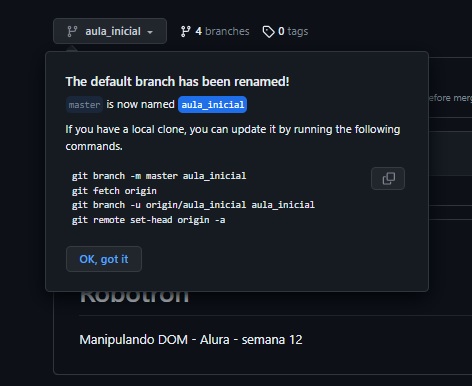 aula_inicial
4 branches
0 tags
The default branch has been renamed!
master is now named aula_inicial
If you have a local clone, you can update it by running the following
commands.
git branch -m master aula_inicial
git fetch origin
git branch -u origin/aula_inicial aula_inicial
git remote set-head origin -a
OK, got it
efore merg
Robotron
Manipulando DOM - Alura - semana 12